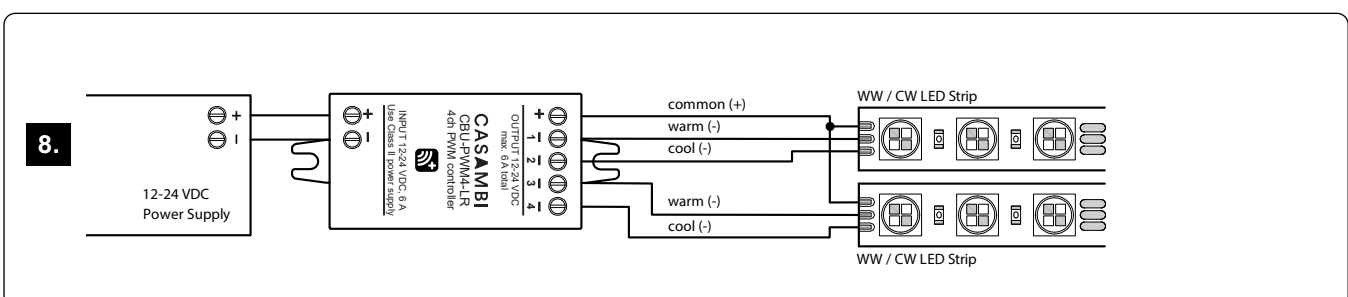 8.
+
−
12-24 VDC
Power Supply
+
−
INPUT 12-24 VDC, 6 A
Use Class II power supply
CASAMBI
CBU-PWM4-LR
4ch PWM controller
OUTPUT 12-24 VDC
max. 6 A total
+
1 −
2 −
3 −
4 −
common (+)
warm (-)
cool (-)
warm (-)
cool (-)
WW / CW LED Strip
WW / CW LED Strip